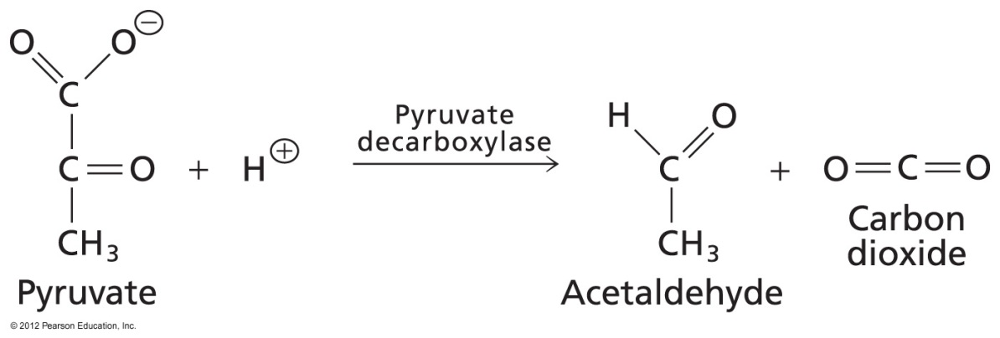 O O⊖
C
C=O + H⊕
CH₃
Pyruvate
Pyruvate
decarboxylase
H O
C
CH₃
Acetaldehyde
+ O=C=O
Carbon
dioxide
© 2012 Pearson Education, Inc.